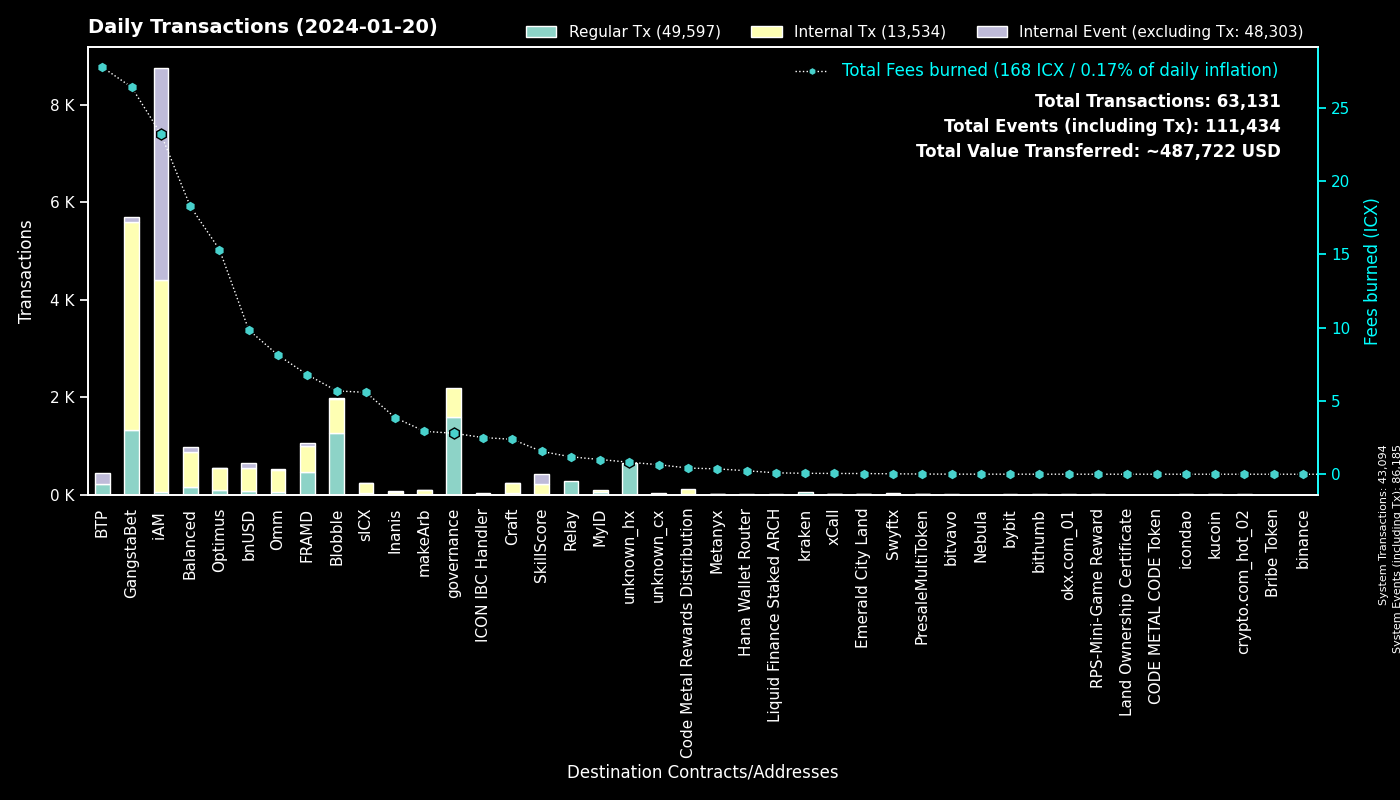 Daily Transactions (2024-01-20)
Regular Tx (49,597)
Internal Tx (13,534)
Internal Event (excluding Tx: 48,303)
Total Fees burned (168 ICX / 0.17% of daily inflation)
Total Transactions: 63,131
Total Events (including Tx): 111,434
Total Value Transferred: ~487,722 USD
Transactions
8 K
6 K
4 K
2 K
0 K
25
20
15
10
5
0
Fees burned (ICX)
BTP
GangstaBet
iAM
Balanced
Optimus
bnUSD
Omm
FRAMD
Blobble
sICX
Inanis
makeArb
governance
ICON IBC Handler
Craft
SkillScore
Relay
MyID
unknown_hx
unknown_cx
Code Metal Rewards Distribution
Metanyx
Hana Wallet Router
Liquid Finance Staked ARCH
kraken
xCall
Emerald City Land
Swyftx
PresaleMultiToken
bitvavo
Nebula
bybit
bithumb
okx.com_01
RPS-Mini-Game Reward
Land Ownership Certificate
CODE METAL CODE Token
icondao
kucoin
crypto.com_hot_02
Bribe Token
binance
Destination Contracts/Addresses
System Transactions: 43,094
System Events (including Tx): 86,185